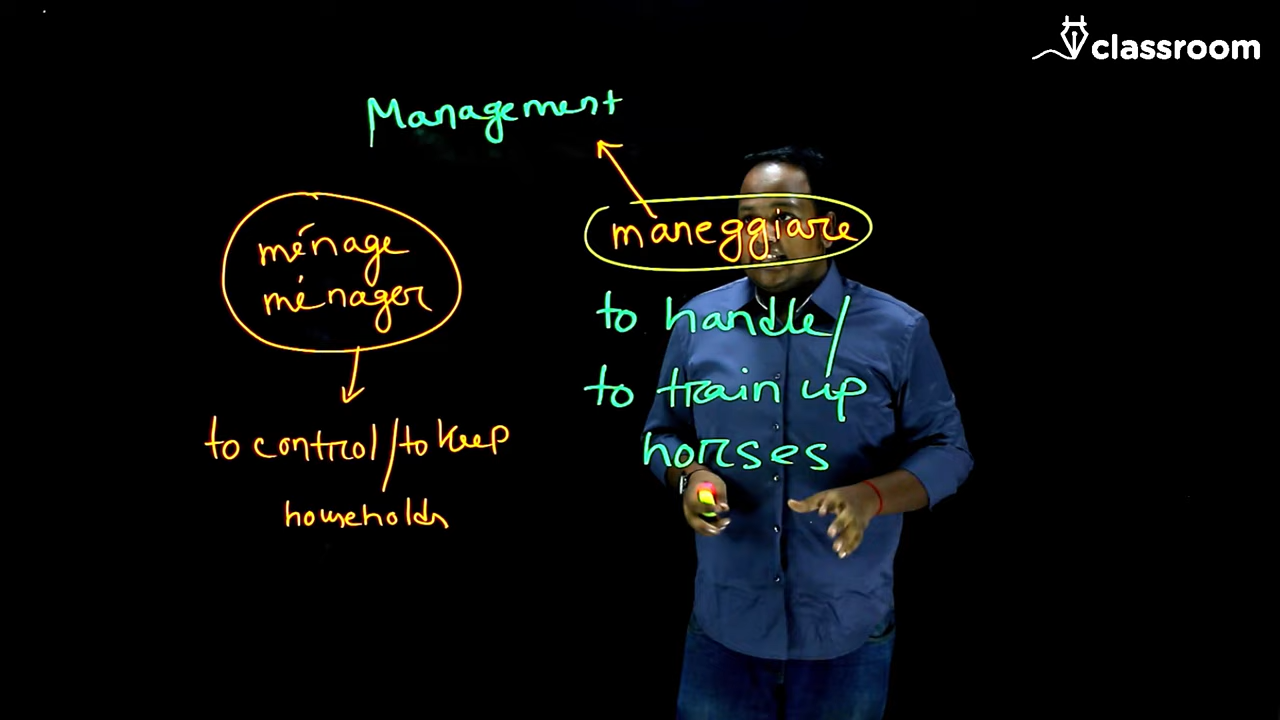 classroom
Management
ménage
ménager
to control/to keep
households
maneggiare
to handle/
to train up
horses